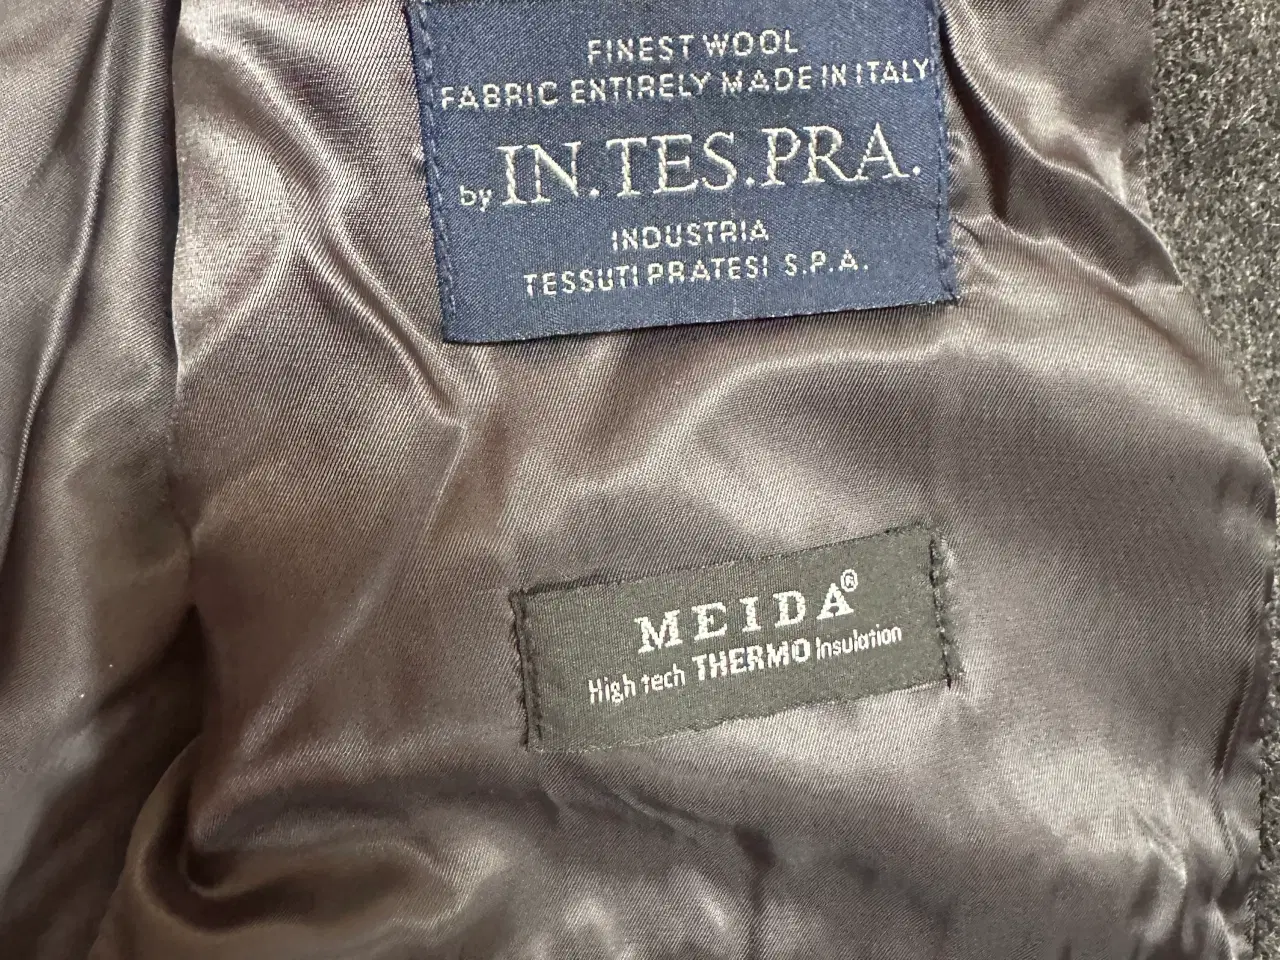 FINEST WOOL
FABRIC ENTIRELY MADE IN ITALY
by IN.TES.PRA.
INDUSTRIA
TESSUTI PRATESI S.P.A.
MEIDA®
High tech THERMO Insulation